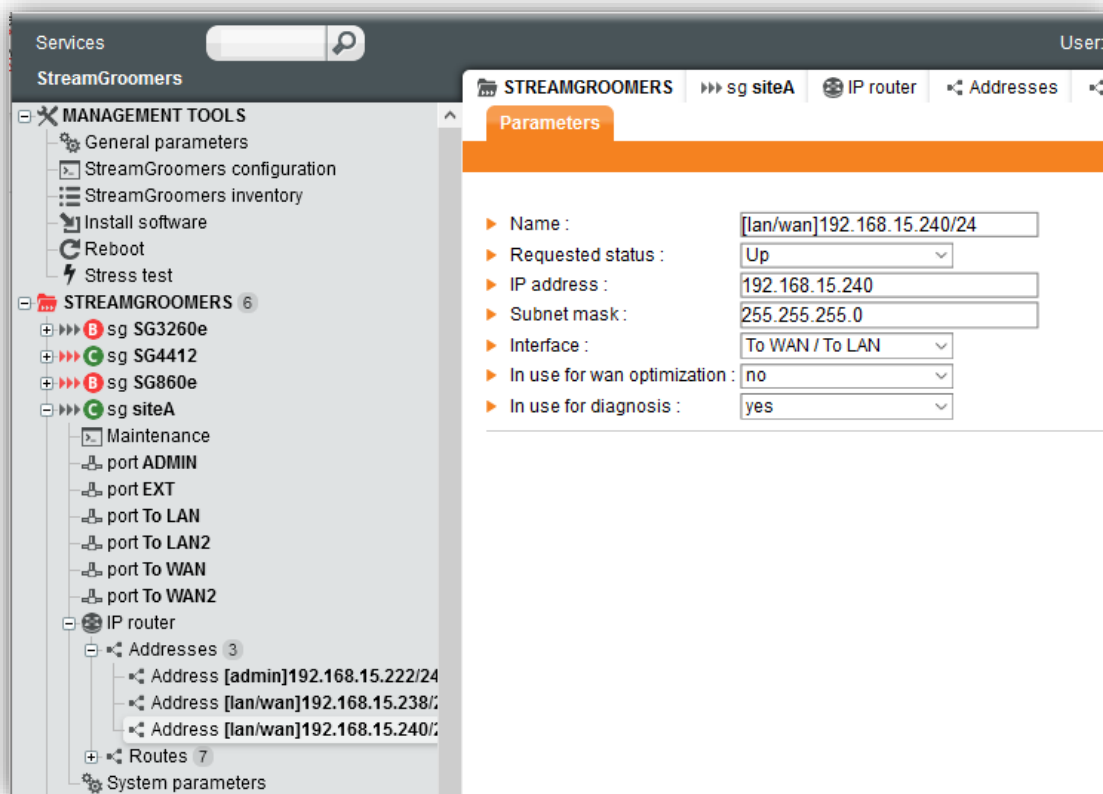 Services
User:
StreamGroomers
MANAGEMENT TOOLS
General parameters
StreamGroomers configuration
StreamGroomers inventory
Install software
Reboot
Stress test
STREAMGROOMERS 6
B sg SG3260e
C sg SG4412
B sg SG860e
C sg siteA
Maintenance
port ADMIN
port EXT
port To LAN
port To LAN2
port To WAN
port To WAN2
IP router
Addresses 3
Address [admin]192.168.15.222/24
Address [lan/wan]192.168.15.238/2
Address [lan/wan]192.168.15.240/2
Routes 7
System parameters
STREAMGROOMERS sg siteA IP router Addresses
Parameters
Name : [lan/wan]192.168.15.240/24
Requested status : Up
IP address : 192.168.15.240
Subnet mask : 255.255.255.0
Interface : To WAN / To LAN
In use for wan optimization : no
In use for diagnosis : yes